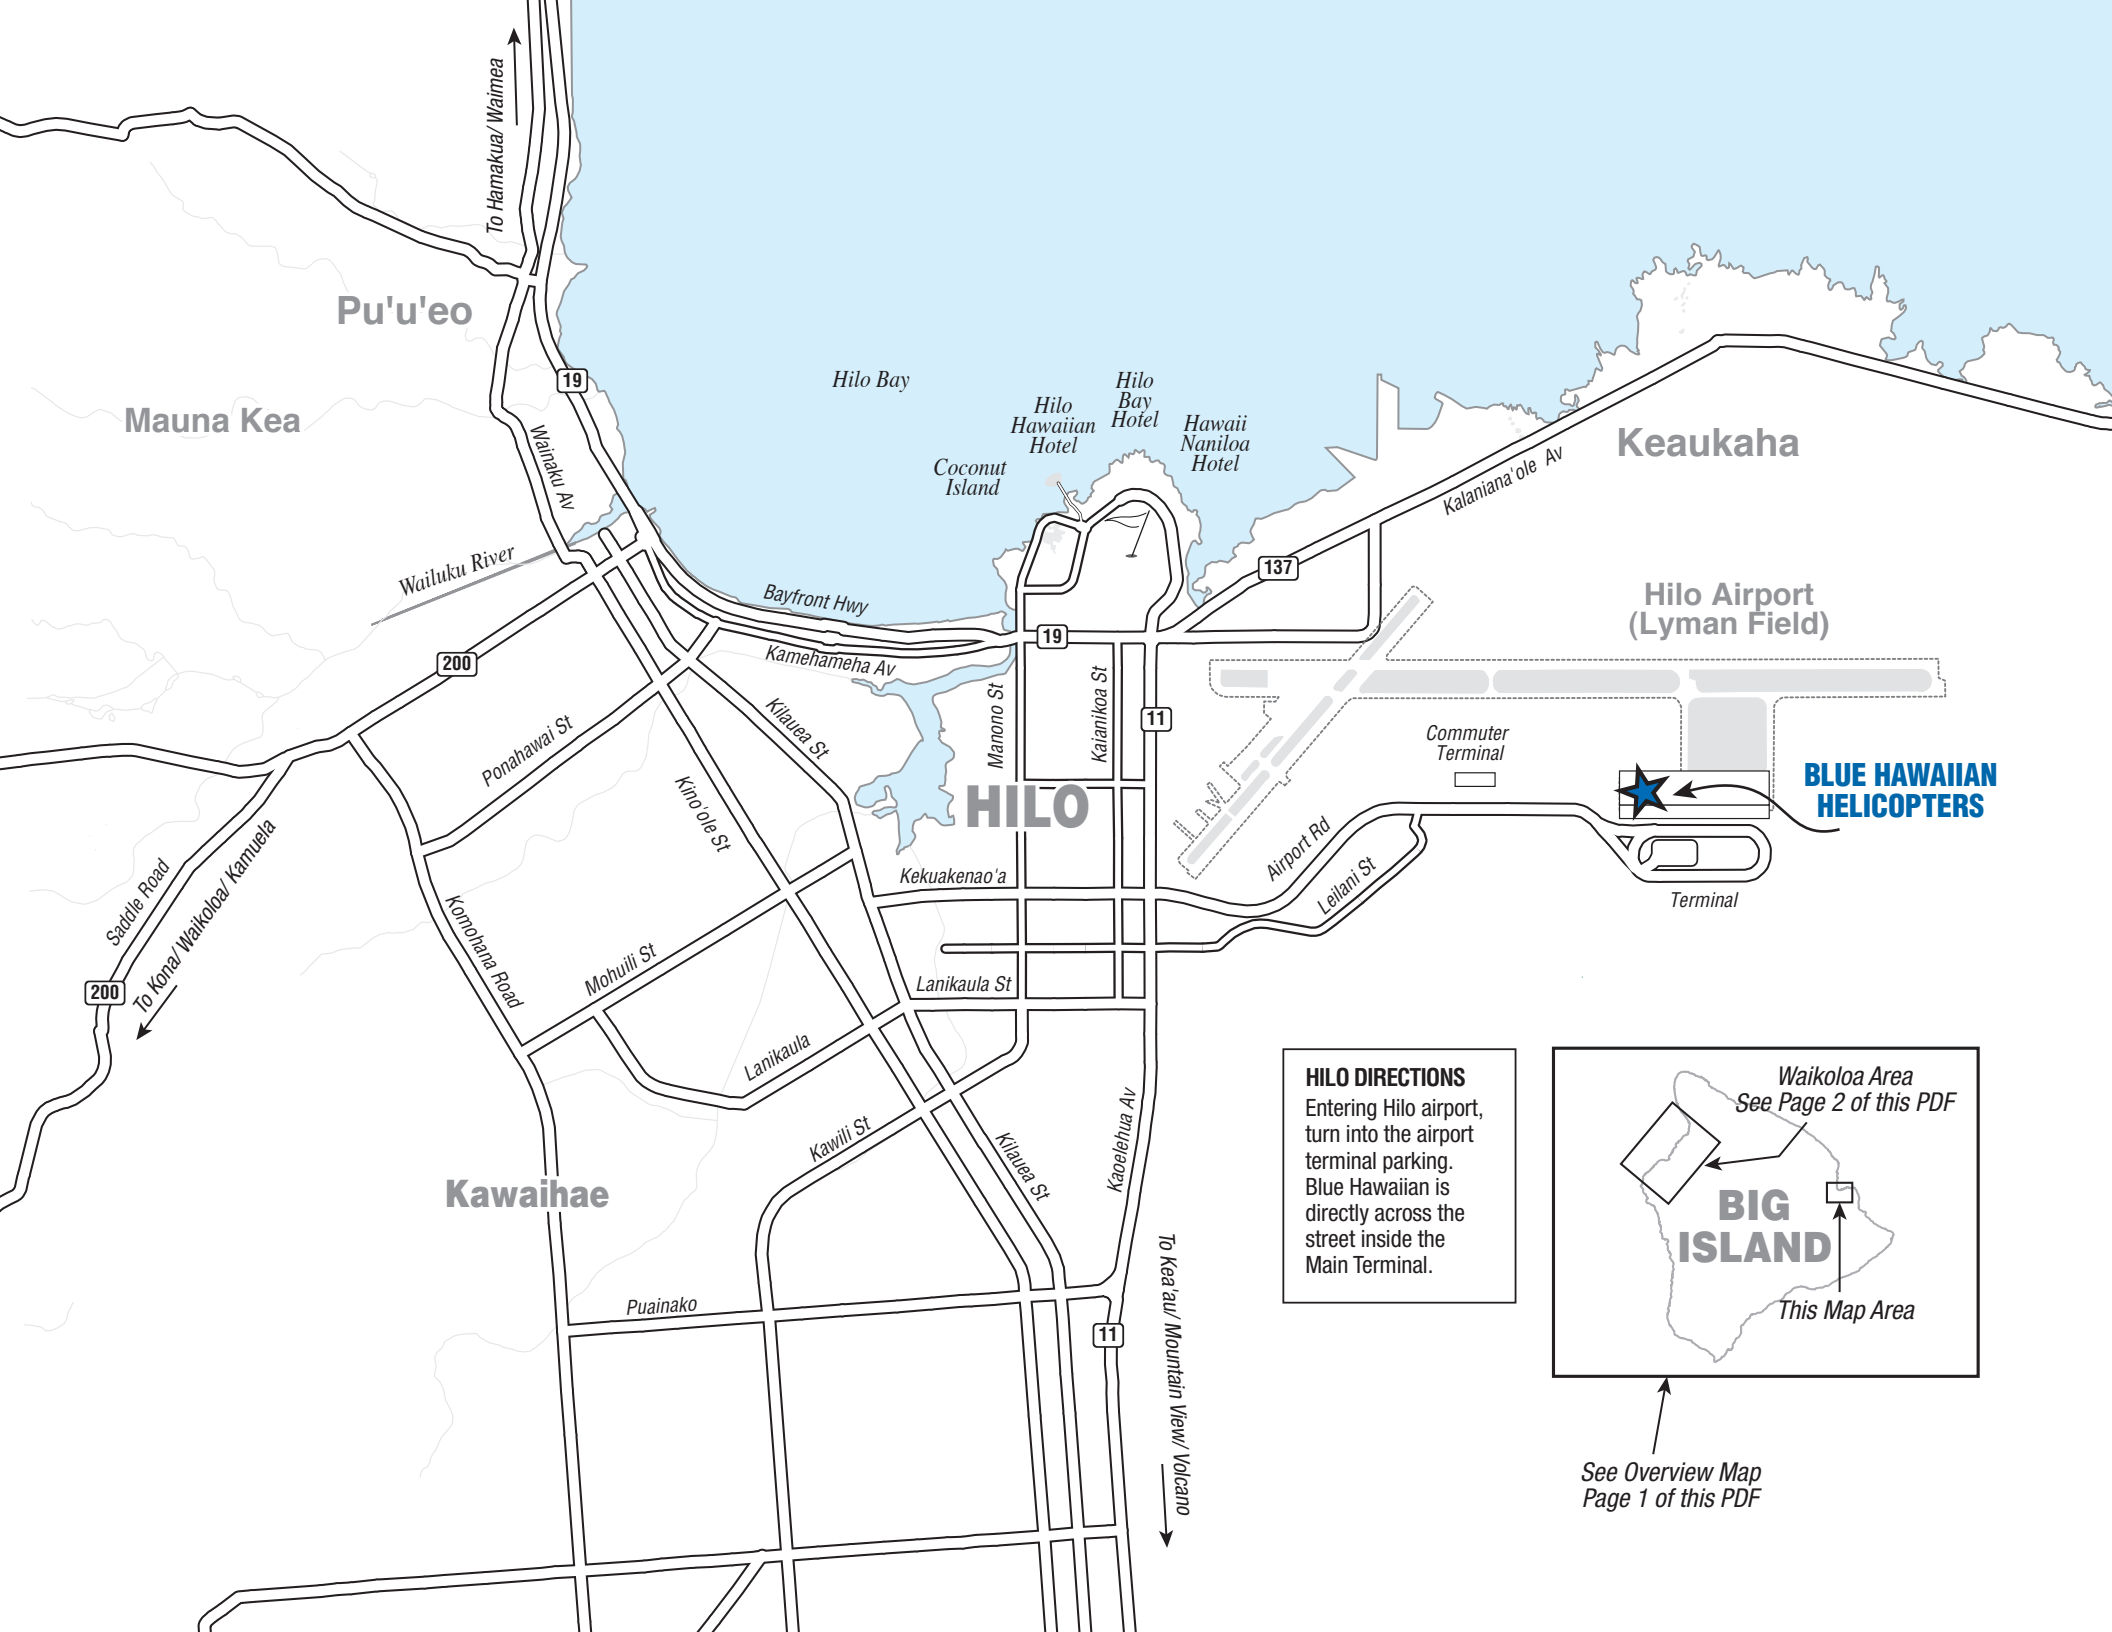 To Hamakua/ Waimea
Pu'u'eo
19
Mauna Kea
Wainaku Av
Hilo Bay
Hilo
Hawaiian
Hotel
Hilo
Bay
Hotel
Hawaii
Naniloa
Hotel
Coconut
Island
Keaukaha
Kalaniana'ole Av
137
Wailuku River
Bayfront Hwy
19
Hilo Airport
(Lyman Field)
200
Kamehameha Av
Manono St
Kaianikoa St
11
Kilauea St
Ponahawai St
Kino'ole St
Commuter
Terminal
BLUE HAWAIIAN
HELICOPTERS
HILO
Airport Rd
Leilani St
Terminal
Kekuakenao'a
Saddle Road
To Kona/ Waikoloa/ Kamuela
200
Komohana Road
Mohuili St
Lanikaula St
Lanikaula
Kawili St
Kilauea St
Kaoelehua Av
Kawaihae
Puainako
11
To Kea'au/ Mountain View/ Volcano
HILO DIRECTIONS
Entering Hilo airport,
turn into the airport
terminal parking.
Blue Hawaiian is
directly across the
street inside the
Main Terminal.
Waikoloa Area
See Page 2 of this PDF
BIG
ISLAND
This Map Area
See Overview Map
Page 1 of this PDF